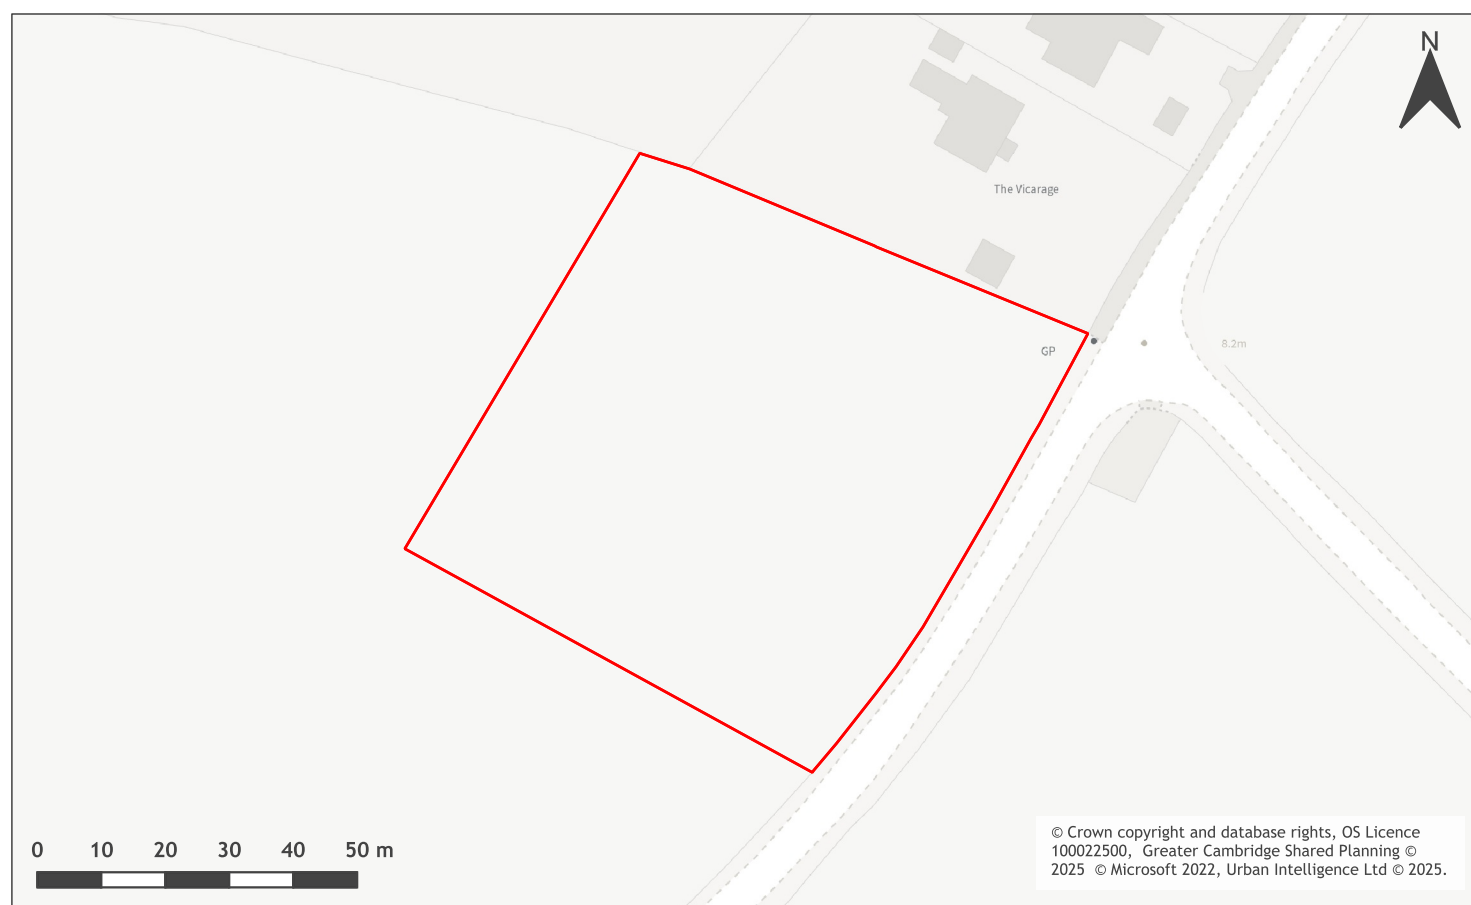 N
The Vicarage
GP
8.2m
0 10 20 30 40 50 m
© Crown copyright and database rights, OS Licence
100022500, Greater Cambridge Shared Planning ©
2025 © Microsoft 2022, Urban Intelligence Ltd © 2025.